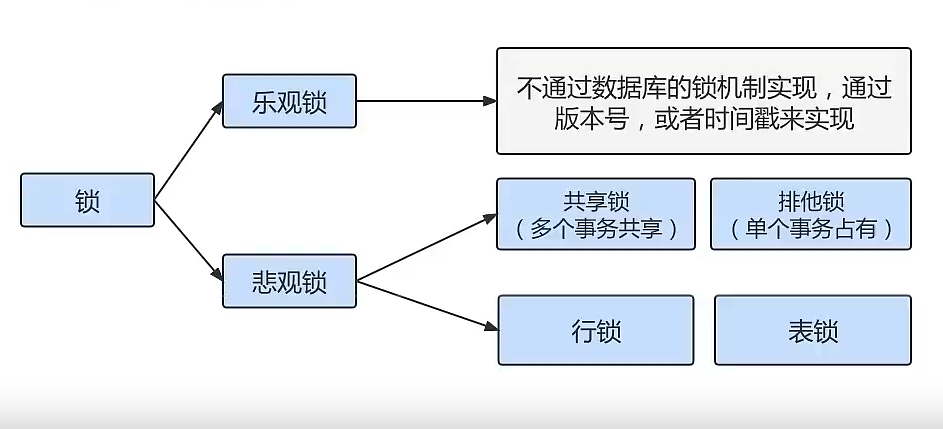 乐观锁
不通过数据库的锁机制实现，通过
版本号，或者时间戳来实现
锁
共享锁
（多个事务共享）
排他锁
（单个事务占有）
悲观锁
行锁
表锁